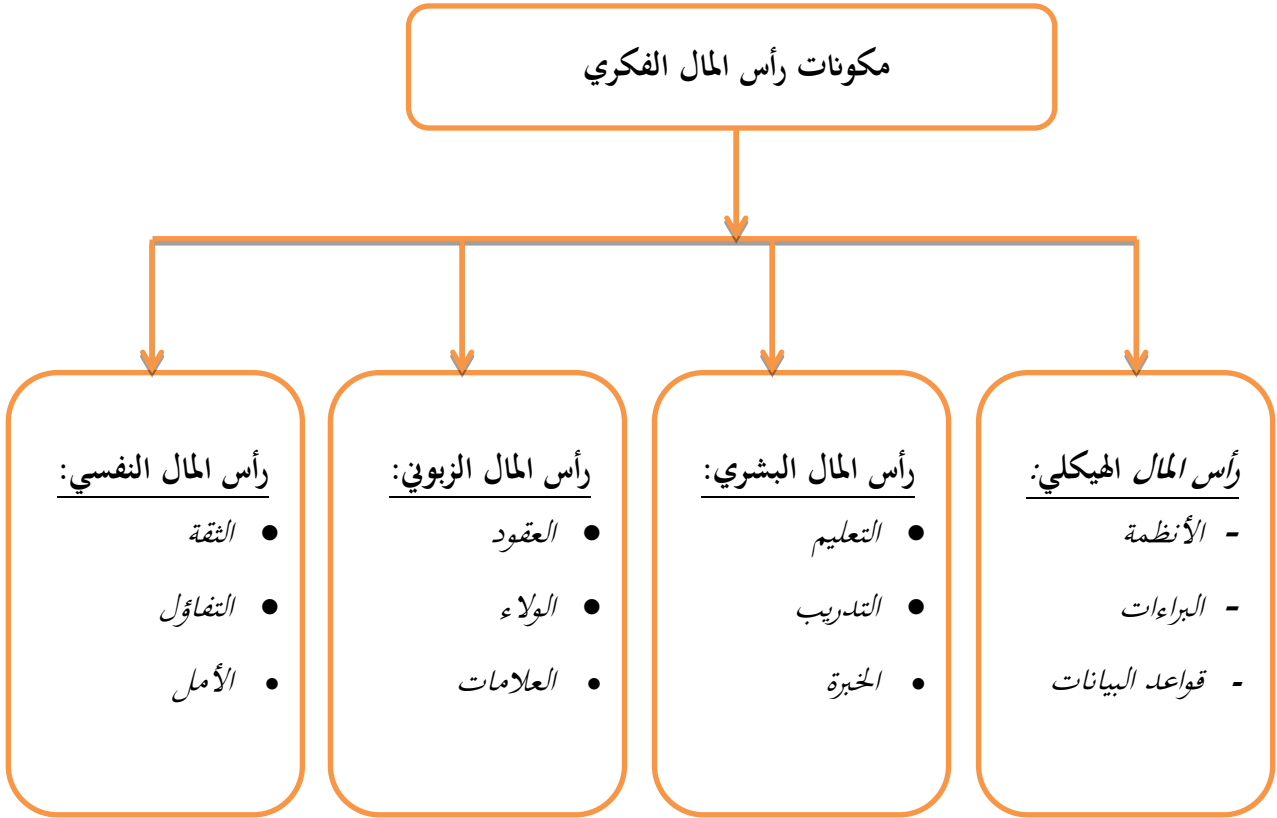 مكونات رأس المال الفكري
رأس المال الهيكلي:
- الأنظمة
- البراءات
- قواعد البيانات
رأس المال البشري:
• التعليم
• التدريب
• الخبرة
رأس المال الزبوني:
• العقود
• الولاء
• العلامات
رأس المال النفسي:
• الثقة
• التفاؤل
• الأمل